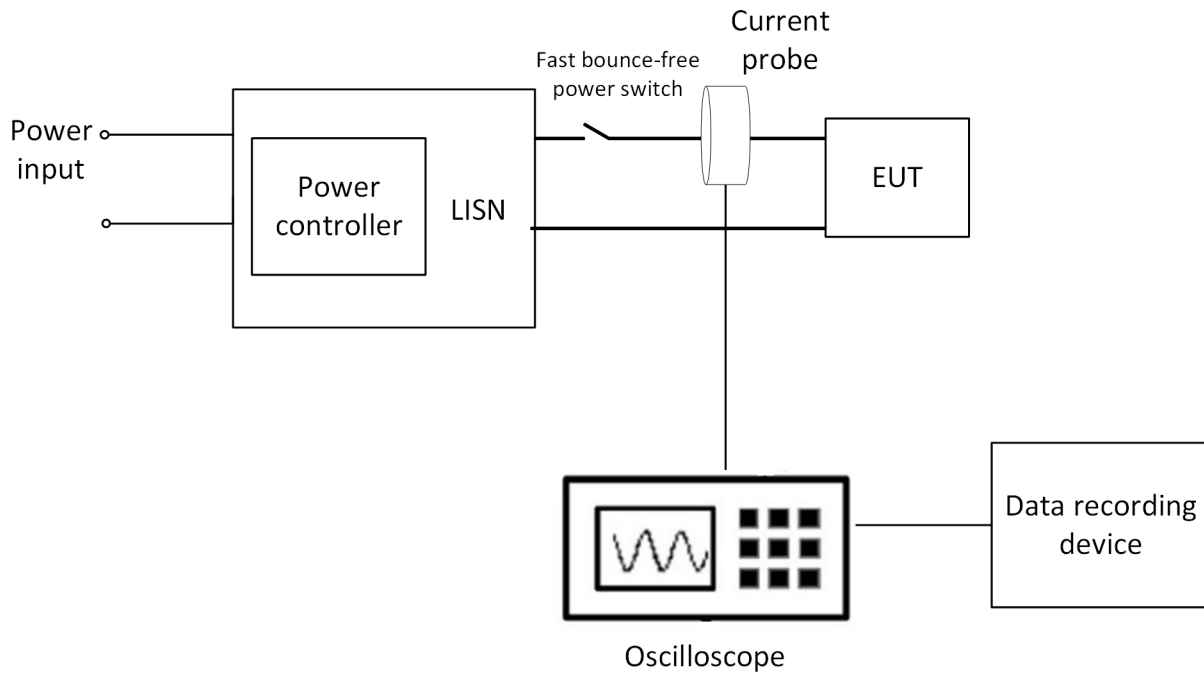 Current
probe
Fast bounce-free
power switch
Power
input
Power
controller
LISN
EUT
Data recording
device
Oscilloscope